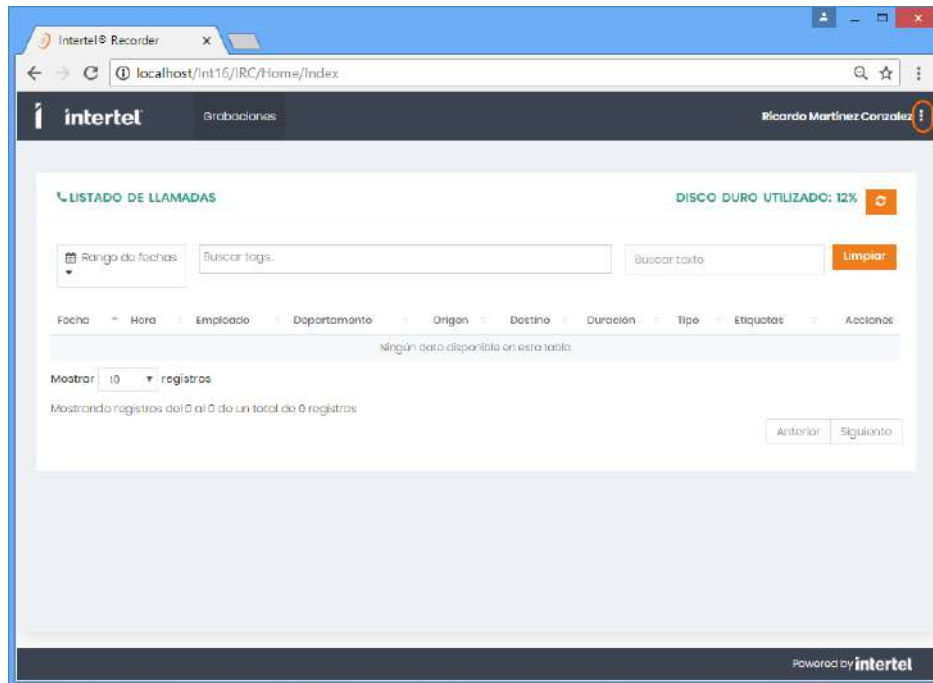 Intertel® Recorder
localhost/Int16/IRC/Home/Index
intertel Grabaciones Ricardo Martínez Conzalez
LISTADO DE LLAMADAS DISCO DURO UTILIZADO: 12%
Rango de fechas Buscar tags.. Buscar texto Limpiar
Fecha Hora Empleado Departamento Origen Destino Duración Tipo Etiquetas Acciones
Ningún dato disponible en esta tabla
Mostrar 10 registros
Mostrando registros del 0 al 0 de un total de 0 registros
Anterior Siguiente
Powered by intertel